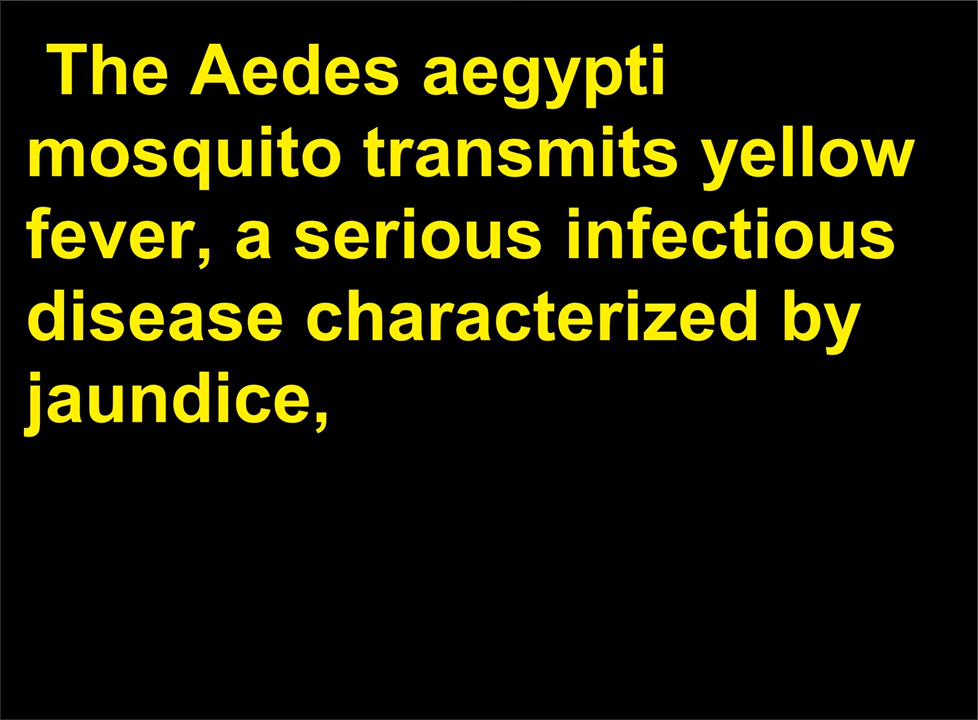 The Aedes aegypti
mosquito transmits yellow
fever, a serious infectious
disease characterized by
jaundice,